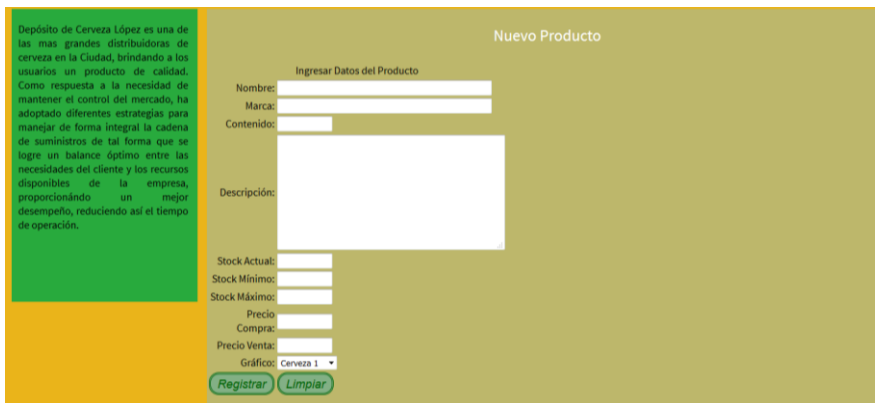 Depósito de Cerveza López es una de
las mas grandes distribuidoras de
cerveza en la Ciudad, brindando a los
usuarios un producto de calidad.
Como respuesta a la necesidad de
mantener el control del mercado, ha
adoptado diferentes estrategias para
manejar de forma integral la cadena
de suministros de tal forma que se
logre un balance óptimo entre las
necesidades del cliente y los recursos
disponibles de la empresa,
proporcionándo un mejor
desempeño, reduciendo así el tiempo
de operación.
Nuevo Producto
Ingresar Datos del Producto
Nombre:
Marca:
Contenido:
Descripción:
Stock Actual:
Stock Mínimo:
Stock Máximo:
Precio
Compra:
Precio Venta:
Gráfico: Cerveza 1
Registrar Limpiar